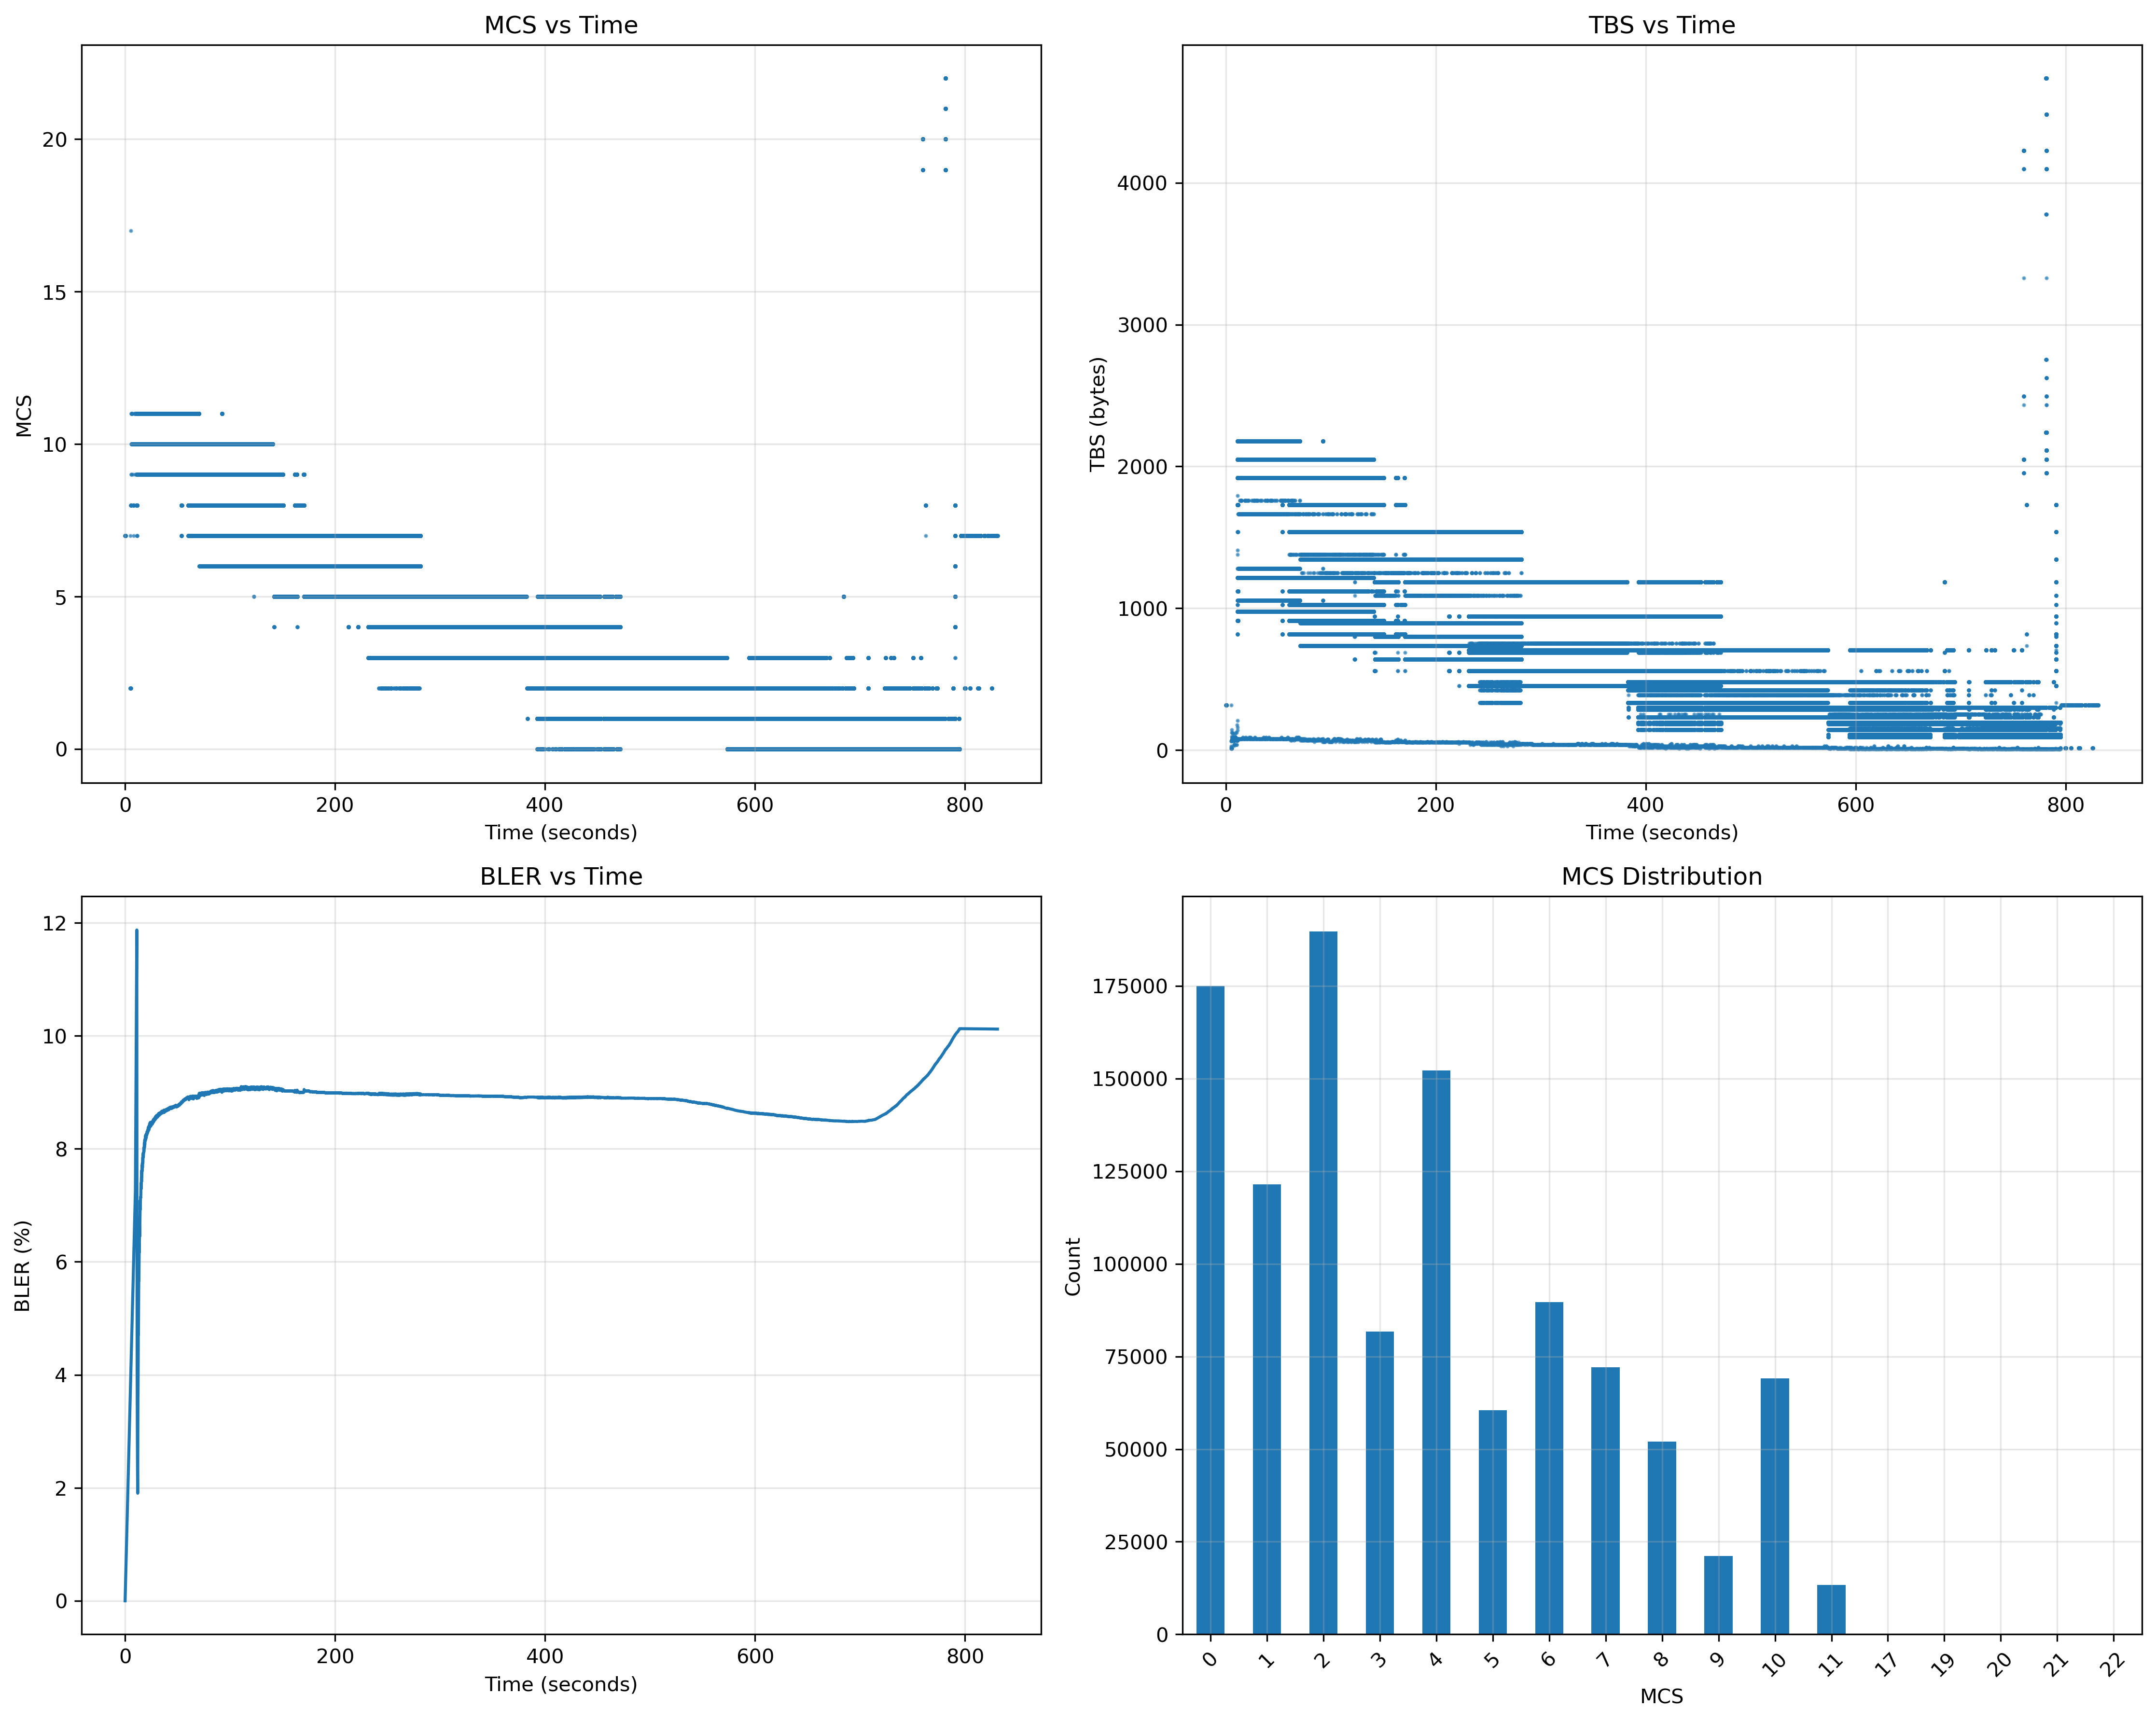 MCS vs Time
20
15
10
5
0
MCS
0 200 400 600 800
Time (seconds)
TBS vs Time
4000
3000
2000
1000
0
TBS (bytes)
0 200 400 600 800
Time (seconds)
BLER vs Time
12
10
8
6
4
2
0
BLER (%)
0 200 400 600 800
Time (seconds)
MCS Distribution
175000
150000
125000
100000
75000
50000
25000
0
Count
0 1 2 3 4 5 6 7 8 9 10 11 17 19 20 21 22
MCS